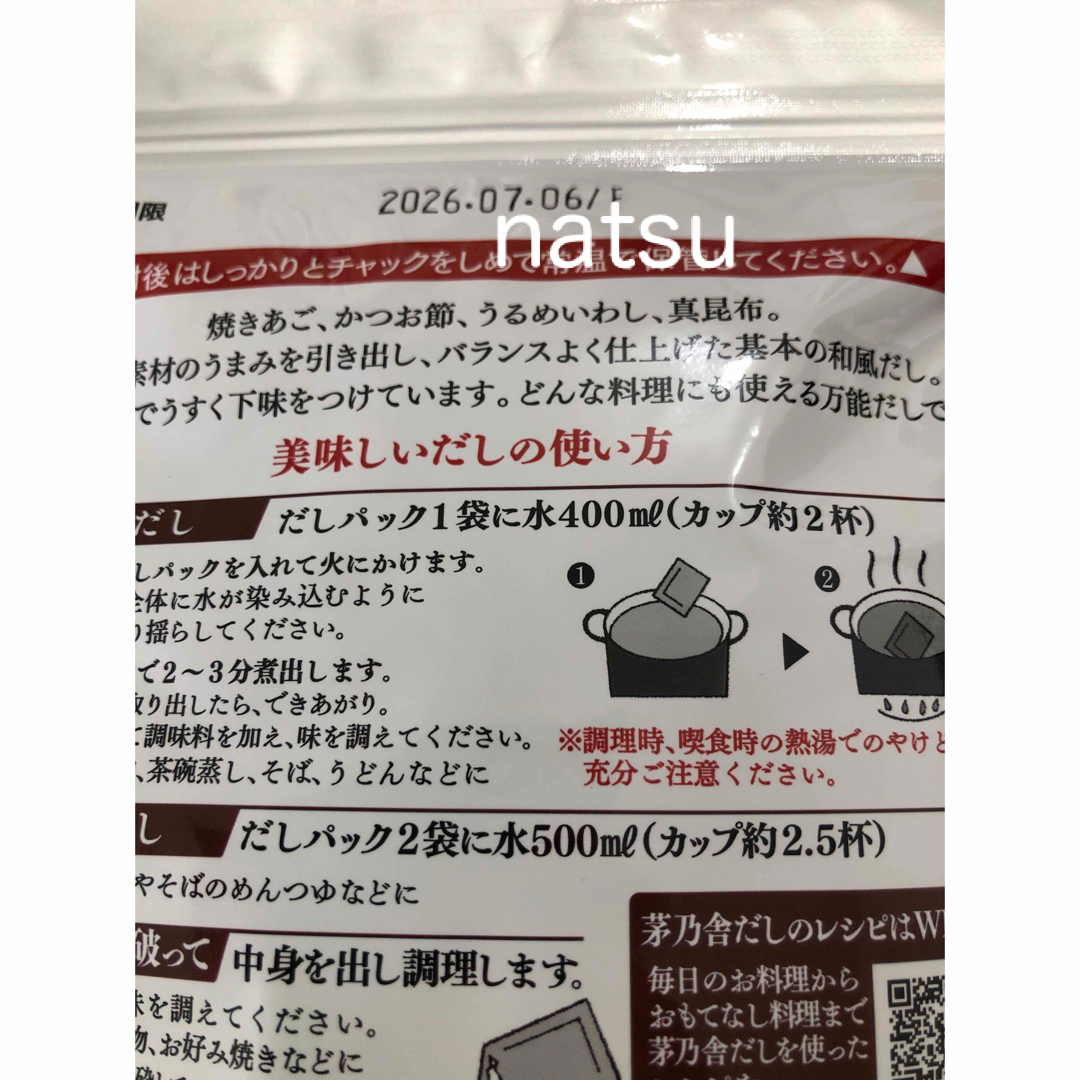 限 2026.07.06/
natsu
後はしっかりとチャックをしめて常温で保管してください。▲
焼きあご、かつお節、うるめいわし、真昆布。
素材のうまみを引き出し、バランスよく仕上げた基本の和風だし。
でうすく下味をつけています。どんな料理にも使える万能だしで
美味しいだしの使い方
だし だしパック1袋に水400㎖(カップ約2杯)
しパックを入れて火にかけます。
全体に水が染み込むように
り揺らしてください。
で2～3分煮出します。
取り出したら、できあがり。
て調味料を加え、味を調えてください。
、茶碗蒸し、そば、うどんなどに
❶ ▶ ❷
※調理時、喫食時の熱湯でのやけど
充分ご注意ください。
し だしパック2袋に水500㎖(カップ約2.5杯)
やそばのめんつゆなどに
破って 中身を出し調理します。
味を調えてください。
物、お好み焼きなどに
茅乃舎だしのレシピはW
毎日のお料理から
おもてなし料理まで
茅乃舎だしを使った